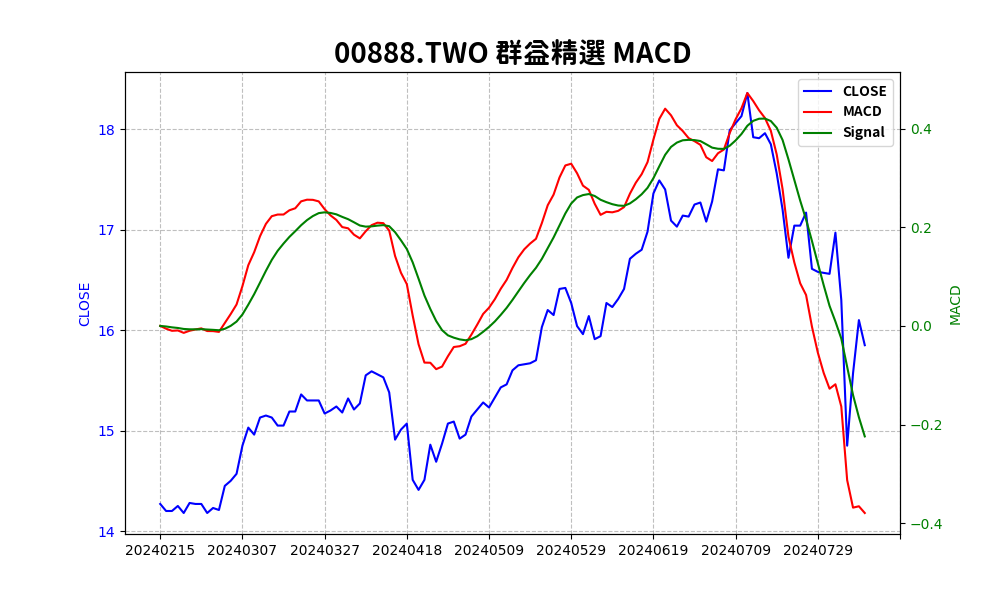 00888.TWO 群益精選 MACD
CLOSE
MACD
Signal
18
17
16
15
14
CLOSE
0.4
0.2
0.0
−0.2
−0.4
MACD
20240215 20240307 20240327 20240418 20240509 20240529 20240619 20240709 20240729